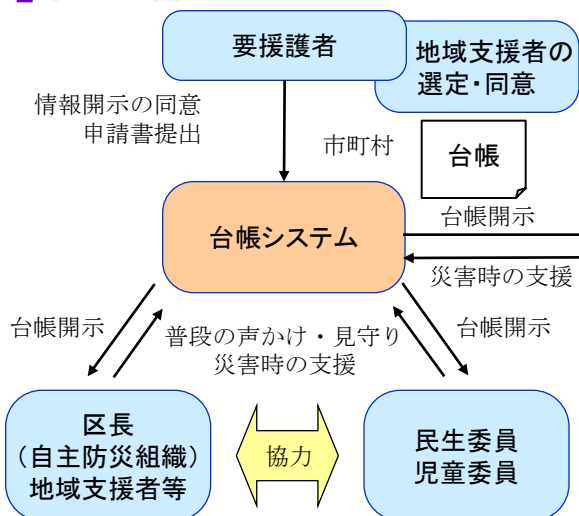 要援護者
地域支援者の
選定・同意
情報開示の同意
申請書提出
市町村
台帳
台帳システム
台帳開示
災害時の支援
台帳開示
普段の声かけ・見守り
災害時の支援
台帳開示
区長
（自主防災組織）
地域支援者等
協力
民生委員
児童委員